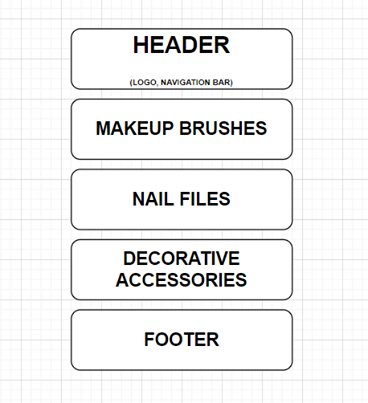 HEADER
(LOGO, NAVIGATION BAR)
MAKEUP BRUSHES
NAIL FILES
DECORATIVE
ACCESSORIES
FOOTER